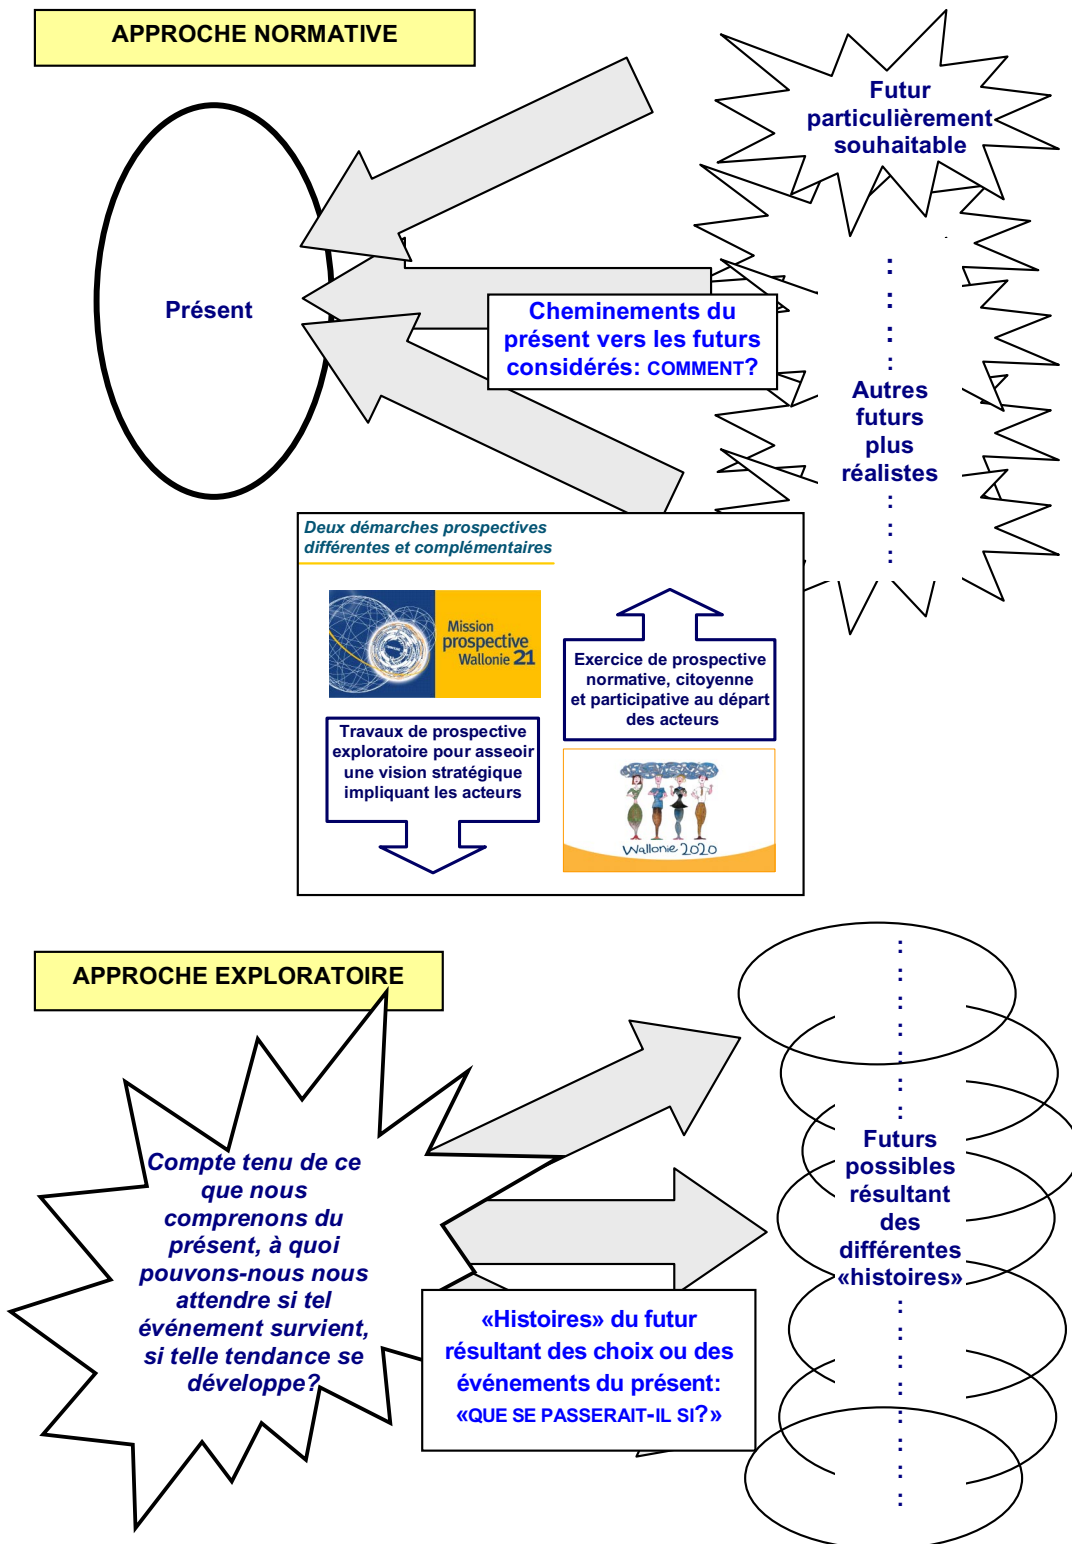 APPROCHE NORMATIVE
Futur
particulièrement
souhaitable
Présent
Cheminements du
présent vers les futurs
considérés: COMMENT?
:
:
:
:
Autres
futurs
plus
réalistes
:
:
:
Deux démarches prospectives
différentes et complémentaires
Mission
prospective
Wallonie 21
Exercice de prospective
normative, citoyenne
et participative au départ
des acteurs
Travaux de prospective
exploratoire pour asseoir
une vision stratégique
impliquant les acteurs
Wallonie 2020
APPROCHE EXPLORATOIRE
:
:
:
:
:
:
:
Compte tenu de ce
que nous
comprenons du
présent, à quoi
pouvons-nous nous
attendre si tel
événement survient,
si telle tendance se
développe?
Futurs
possibles
résultant
des
différentes
«histoires»
:
:
:
:
:
:
:
:
«Histoires» du futur
résultant des choix ou des
événements du présent:
«QUE SE PASSERAIT-IL SI?»